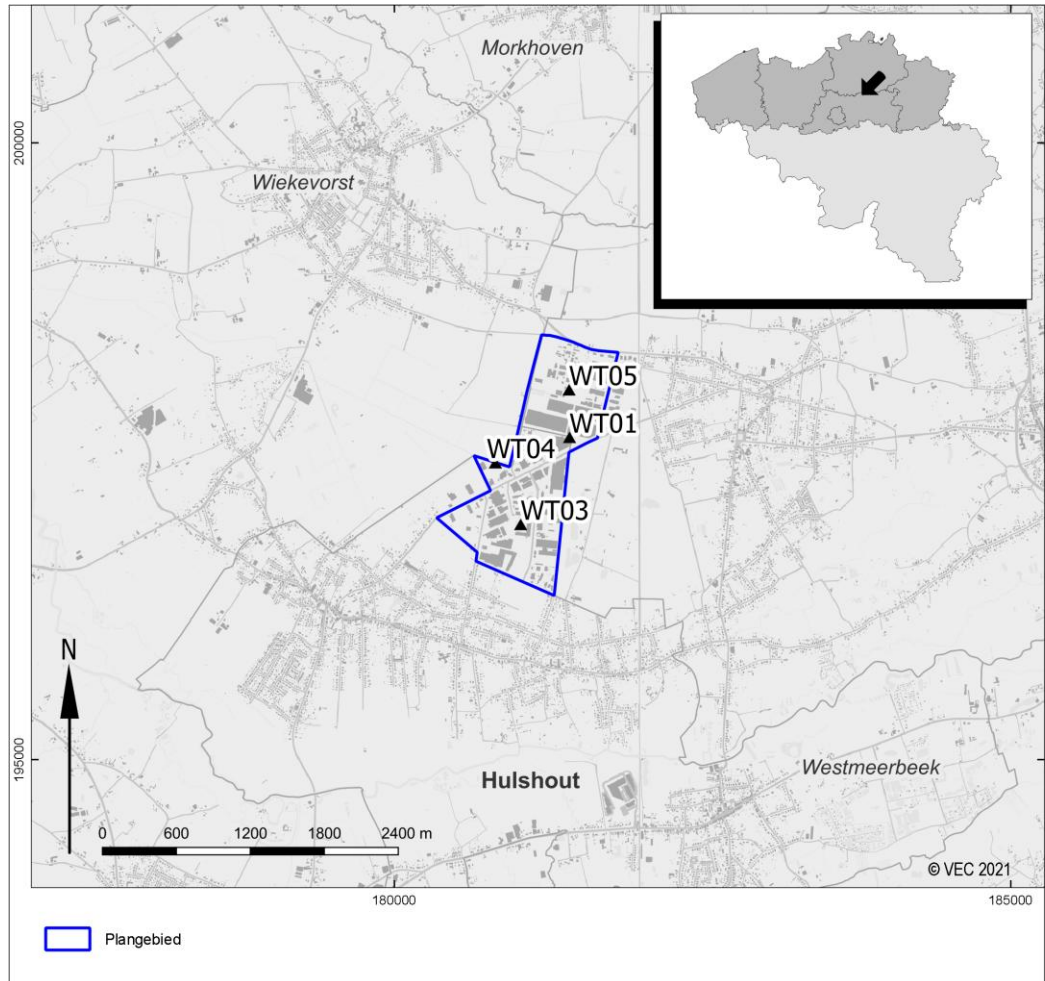 Morkhoven
200000
Wiekevorst
WT05
WT01
WT04
WT03
N
195000
Hulshout
Westmeerbeek
0 600 1200 1800 2400 m
© VEC 2021
180000 185000
Plangebied